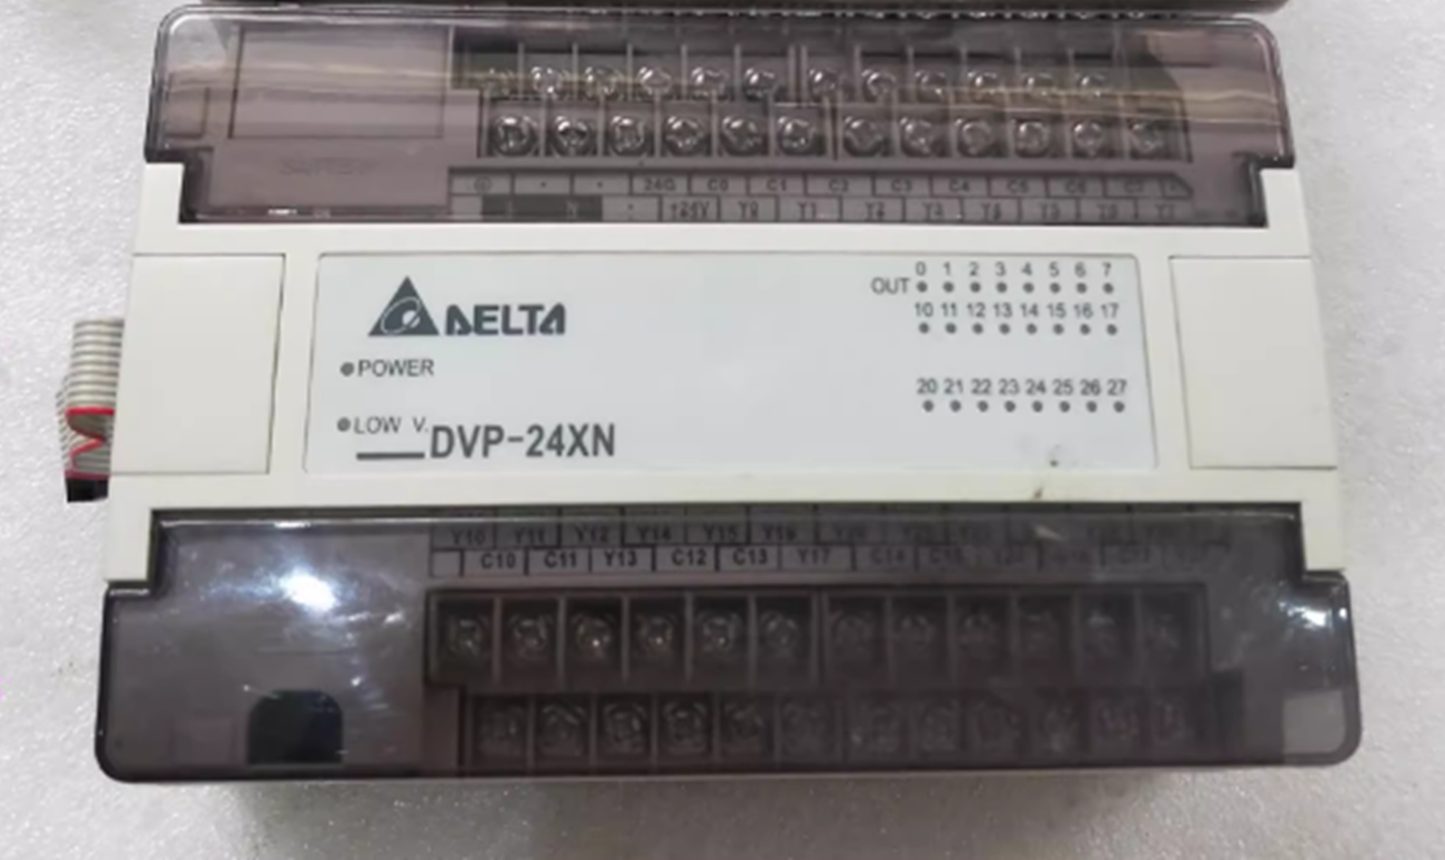 24G C0 C1 C2 C3 C4 C5 C6 C7
N +24V Y0 Y1 Y2 Y3 Y4 Y5 Y6 Y7
DELTA
OUT 0 1 2 3 4 5 6 7
10 11 12 13 14 15 16 17
POWER
20 21 22 23 24 25 26 27
LOW V.
DVP-24XN
Y10 Y11 Y12 Y14 Y15 Y16
C10 C11 Y13 C12 C13 Y17 C14